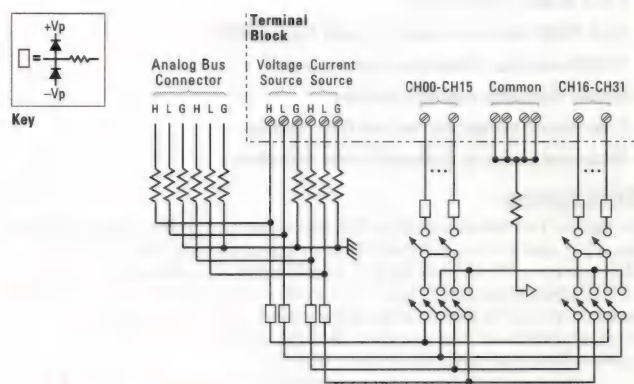 +Vp
=
−Vp
Key
Terminal
Block
Analog Bus
Connector
Voltage
Source
Current
Source
H L G H L G
H L G H L G
CH00-CH15
Common
CH16-CH31